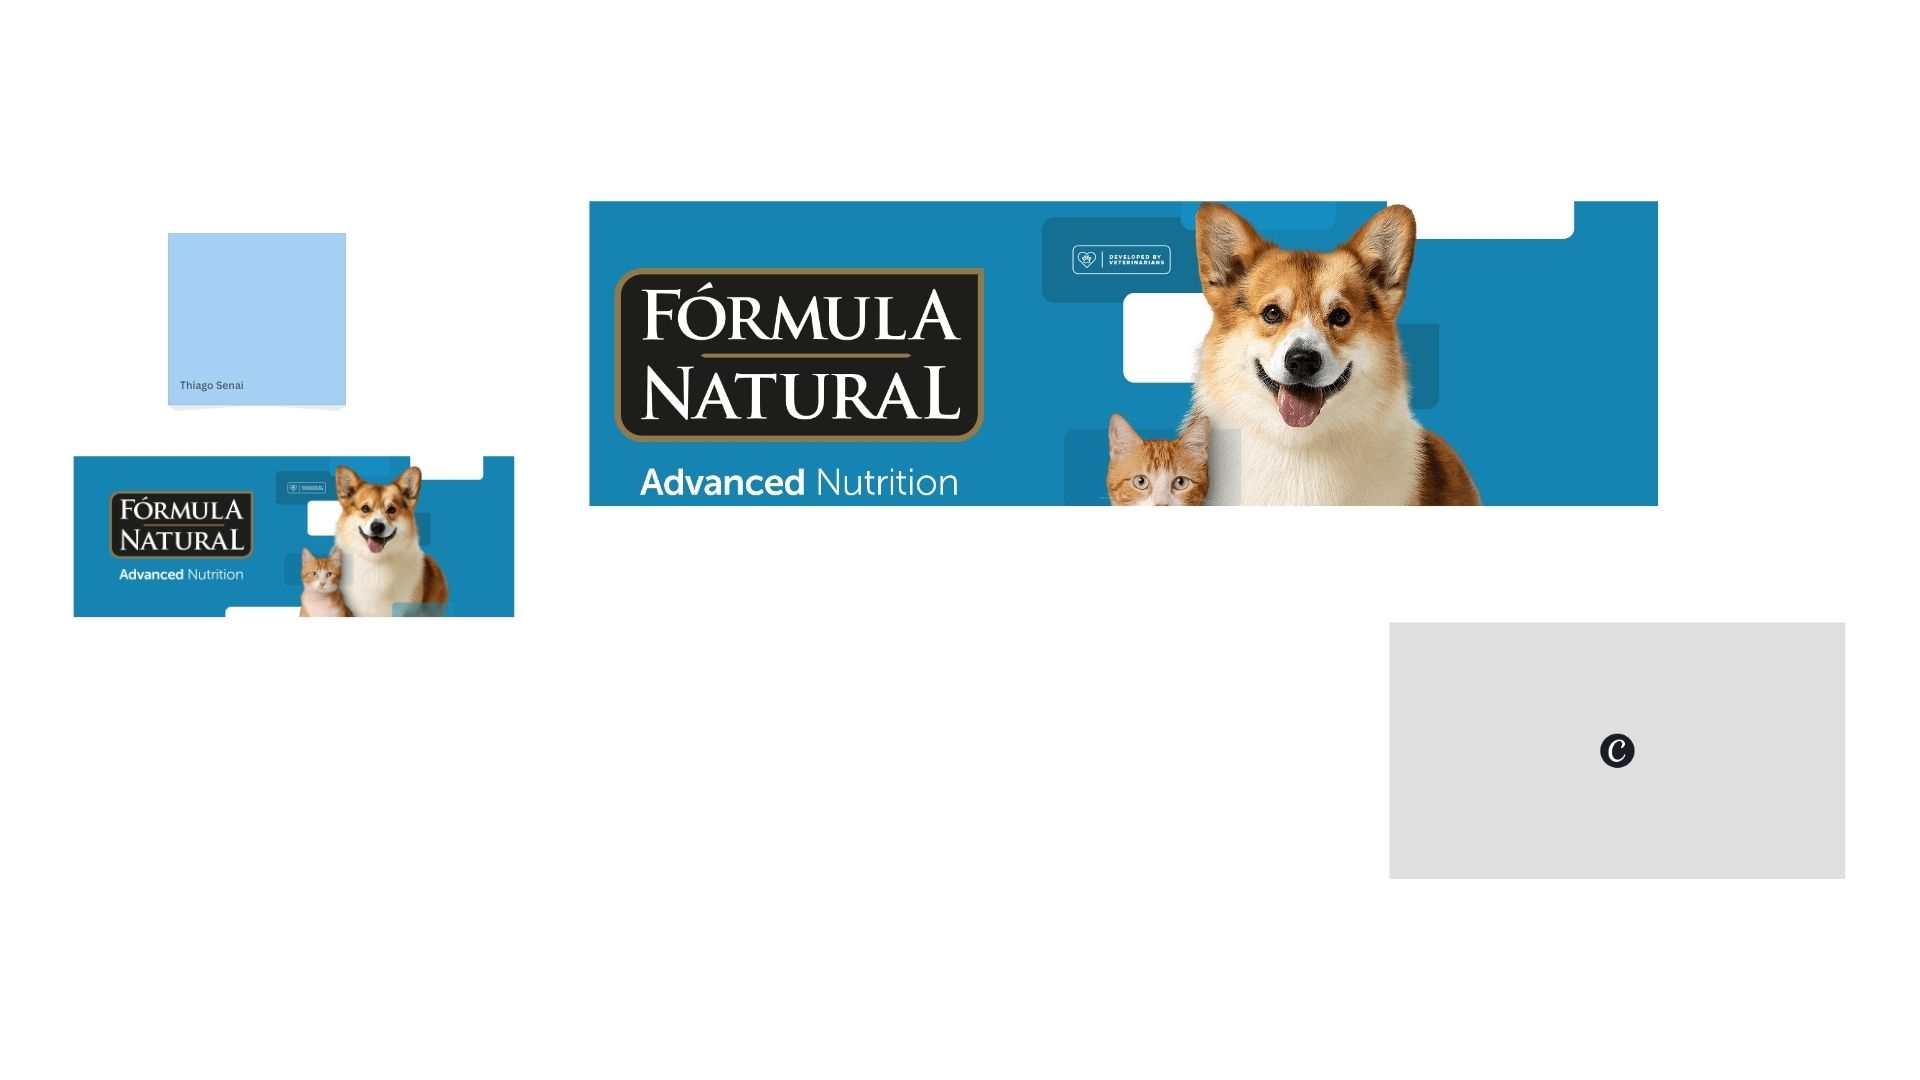 Thiago Senai
FÓRMULA
NATURAL
Advanced Nutrition
DEVELOPED BY
VETERINARIANS
FÓRMULA
NATURAL
Advanced Nutrition
C